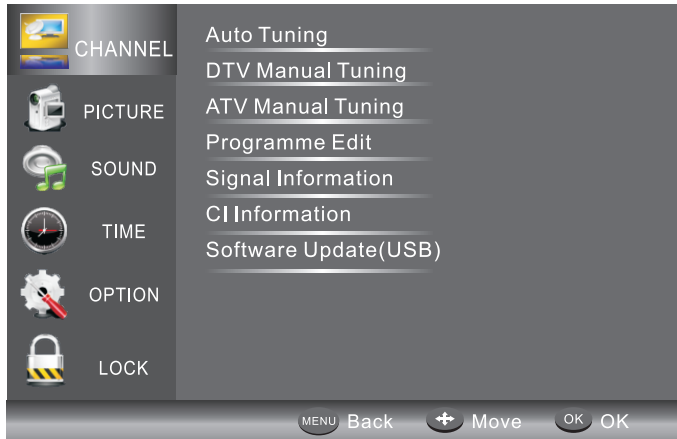 CHANNEL
PICTURE
SOUND
TIME
OPTION
LOCK
Auto Tuning
DTV Manual Tuning
ATV Manual Tuning
Programme Edit
Signal Information
CI Information
Software Update(USB)
MENU Back Move OK OK